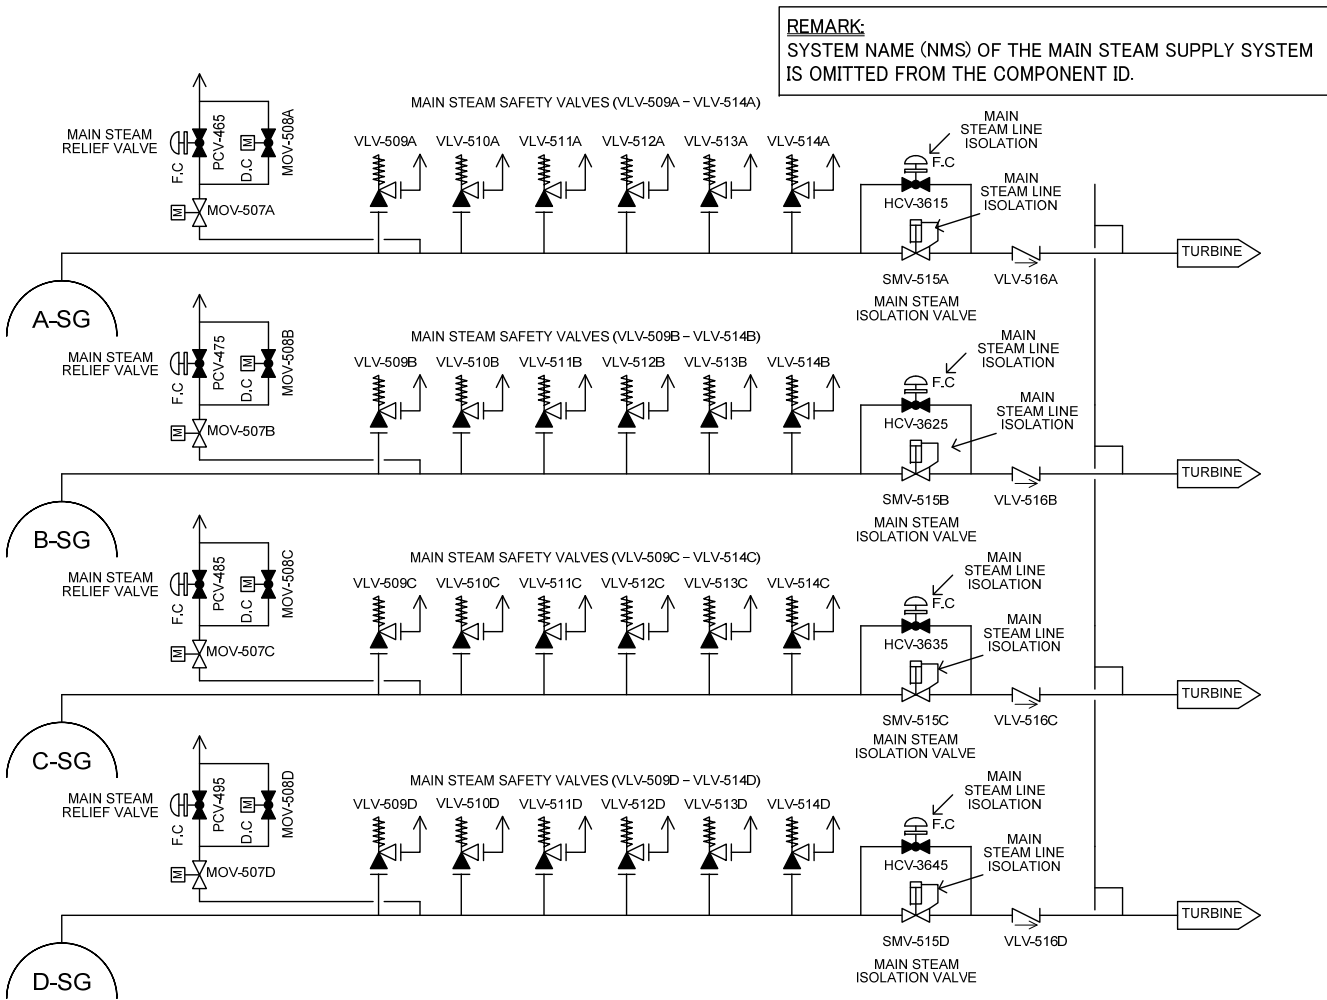 REMARK:
SYSTEM NAME (NMS) OF THE MAIN STEAM SUPPLY SYSTEM
IS OMITTED FROM THE COMPONENT ID.
MAIN STEAM SAFETY VALVES (VLV-509A - VLV-514A)
MAIN STEAM
RELIEF VALVE
F.C
PCV-465
D.C
M
MOV-508A
M
MOV-507A
VLV-509A
VLV-510A
VLV-511A
VLV-512A
VLV-513A
VLV-514A
MAIN
STEAM LINE
ISOLATION
F.C
HCV-3615
MAIN
STEAM LINE
ISOLATION
SMV-515A
MAIN STEAM
ISOLATION VALVE
VLV-516A
TURBINE
A-SG
MAIN STEAM SAFETY VALVES (VLV-509B - VLV-514B)
MAIN STEAM
RELIEF VALVE
F.C
PCV-475
D.C
M
MOV-508B
M
MOV-507B
VLV-509B
VLV-510B
VLV-511B
VLV-512B
VLV-513B
VLV-514B
MAIN
STEAM LINE
ISOLATION
F.C
HCV-3625
MAIN
STEAM LINE
ISOLATION
SMV-515B
MAIN STEAM
ISOLATION VALVE
VLV-516B
TURBINE
B-SG
MAIN STEAM SAFETY VALVES (VLV-509C - VLV-514C)
MAIN STEAM
RELIEF VALVE
F.C
PCV-485
D.C
M
MOV-508C
M
MOV-507C
VLV-509C
VLV-510C
VLV-511C
VLV-512C
VLV-513C
VLV-514C
MAIN
STEAM LINE
ISOLATION
F.C
HCV-3635
MAIN
STEAM LINE
ISOLATION
SMV-515C
MAIN STEAM
ISOLATION VALVE
VLV-516C
TURBINE
C-SG
MAIN STEAM SAFETY VALVES (VLV-509D - VLV-514D)
MAIN STEAM
RELIEF VALVE
F.C
PCV-495
D.C
M
MOV-508D
M
MOV-507D
VLV-509D
VLV-510D
VLV-511D
VLV-512D
VLV-513D
VLV-514D
MAIN
STEAM LINE
ISOLATION
F.C
HCV-3645
MAIN
STEAM LINE
ISOLATION
SMV-515D
MAIN STEAM
ISOLATION VALVE
VLV-516D
TURBINE
D-SG